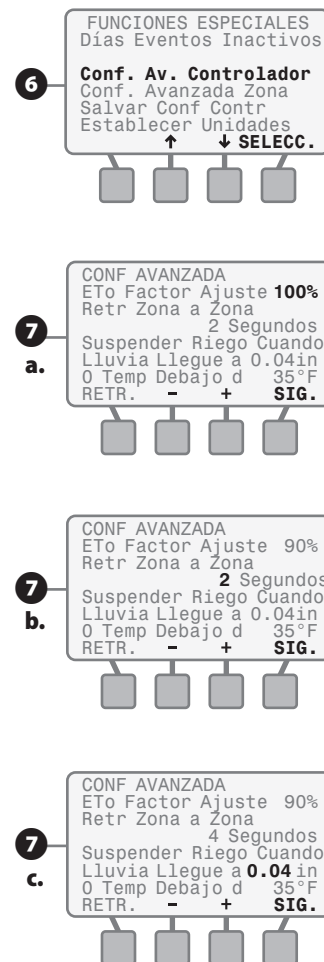 FUNCIONES ESPECIALES
Días Eventos Inactivos
6
Conf. Av. Controlador
Conf. Avanzada Zona
Salvar Conf Contr
Establecer Unidades
↑ ↓ SELECC.
CONF AVANZADA
ETo Factor Ajuste 100%
Retr Zona a Zona
2 Segundos
7
a.
Suspender Riego Cuando
Lluvia Llegue a 0.04in
O Temp Debajo d 35°F
RETR. - + SIG.
CONF AVANZADA
ETo Factor Ajuste 90%
Retr Zona a Zona
2 Segundos
7
b.
Suspender Riego Cuando
Lluvia Llegue a 0.04in
O Temp Debajo d 35°F
RETR. - + SIG.
CONF AVANZADA
ETo Factor Ajuste 90%
Retr Zona a Zona
4 Segundos
7
c.
Suspender Riego Cuando
Lluvia Llegue a 0.04 in
O Temp Debajo d 35°F
RETR. - + SIG.